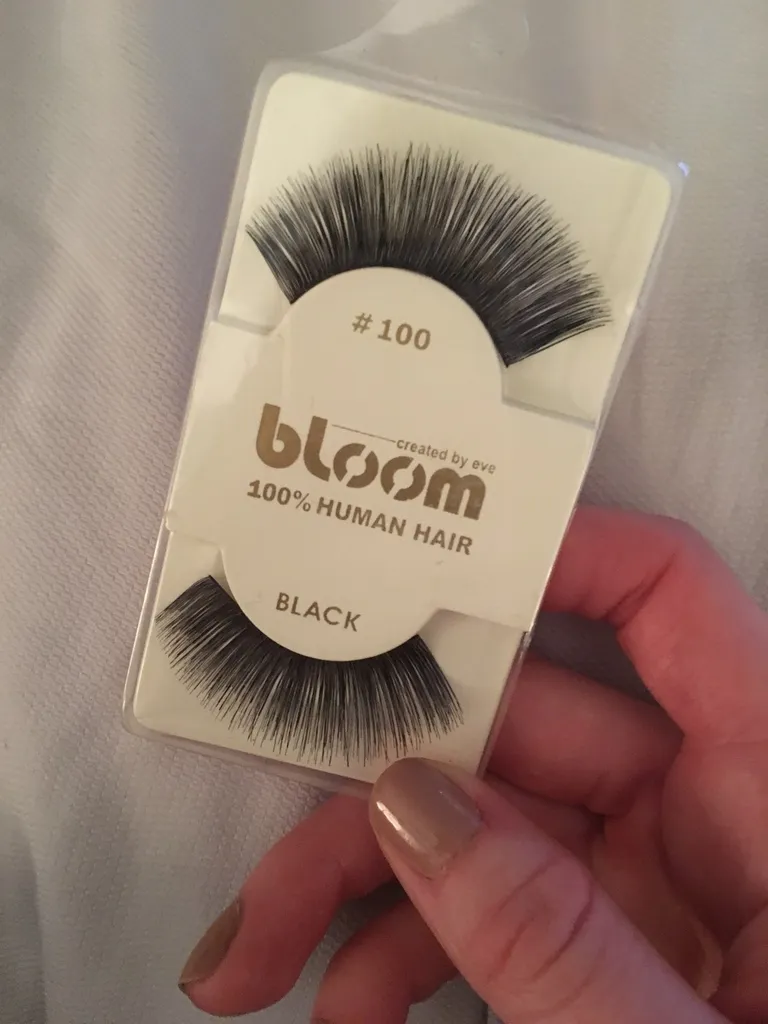 # 100
created by eve
bloom
100% HUMAN HAIR
BLACK